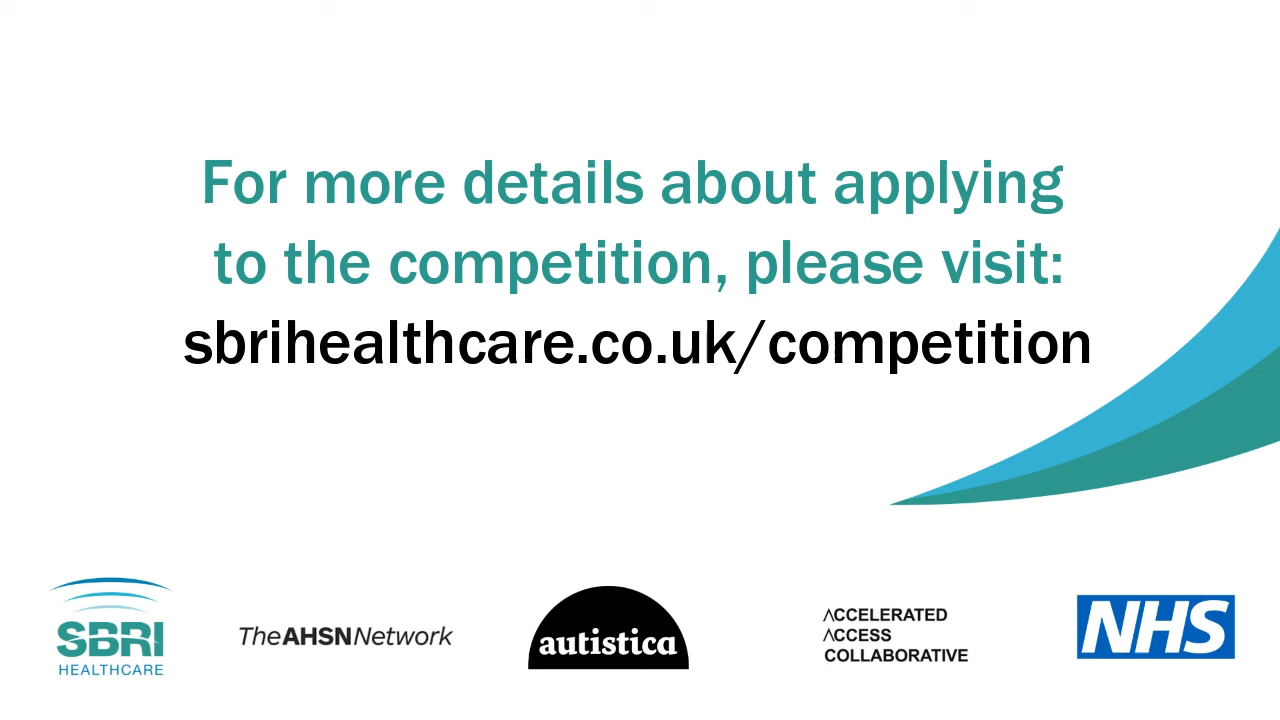 For more details about applying
to the competition, please visit:
sbrihealthcare.co.uk/competition
SBRI
HEALTHCARE
TheAHSNNetwork
autistica
ACCELERATED
ACCESS
COLLABORATIVE
NHS